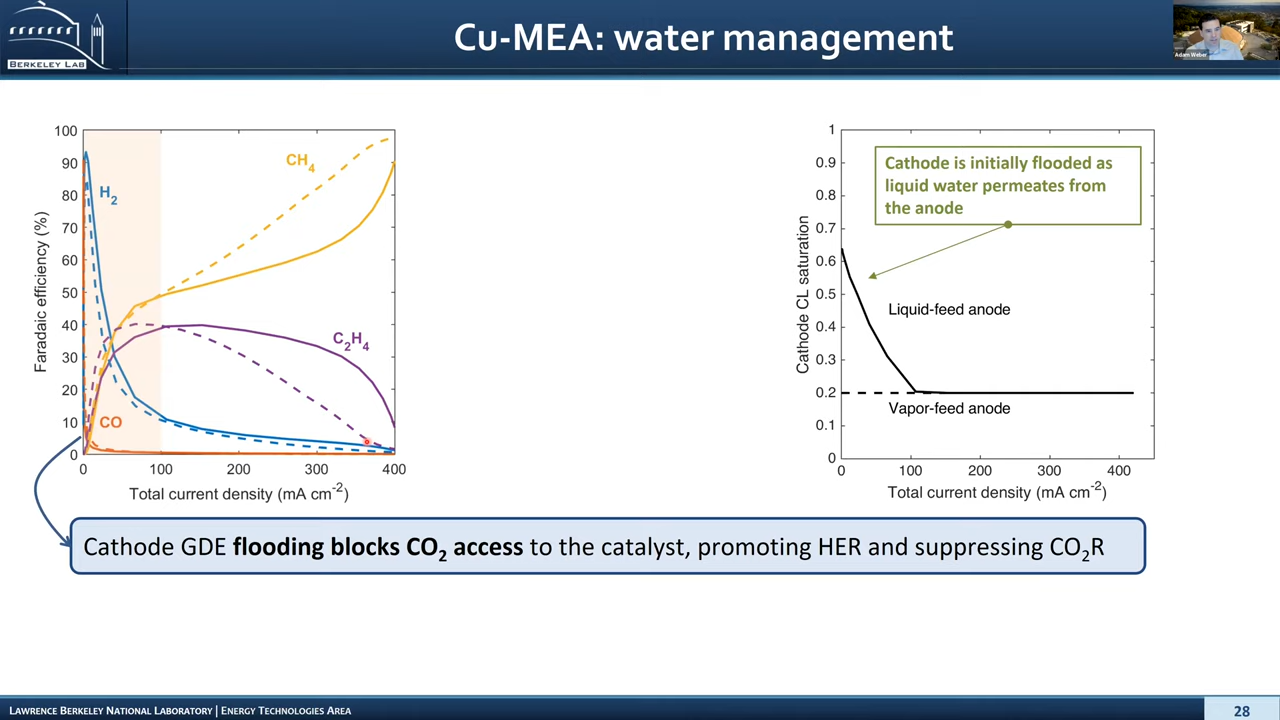 Cu-MEA: water management
BERKELEY LAB
Adam Weber
100
90
80
70
60
50
40
30
20
10
0
Faradaic efficiency (%)
H2
CH4
C2H4
CO
0 100 200 300 400
Total current density (mA cm-2)
1
0.9
0.8
0.7
0.6
0.5
0.4
0.3
0.2
0.1
0
Cathode CL saturation
Cathode is initially flooded as
liquid water permeates from
the anode
Liquid-feed anode
Vapor-feed anode
0 100 200 300 400
Total current density (mA cm-2)
Cathode GDE flooding blocks CO2 access to the catalyst, promoting HER and suppressing CO2R
LAWRENCE BERKELEY NATIONAL LABORATORY | ENERGY TECHNOLOGIES AREA
28